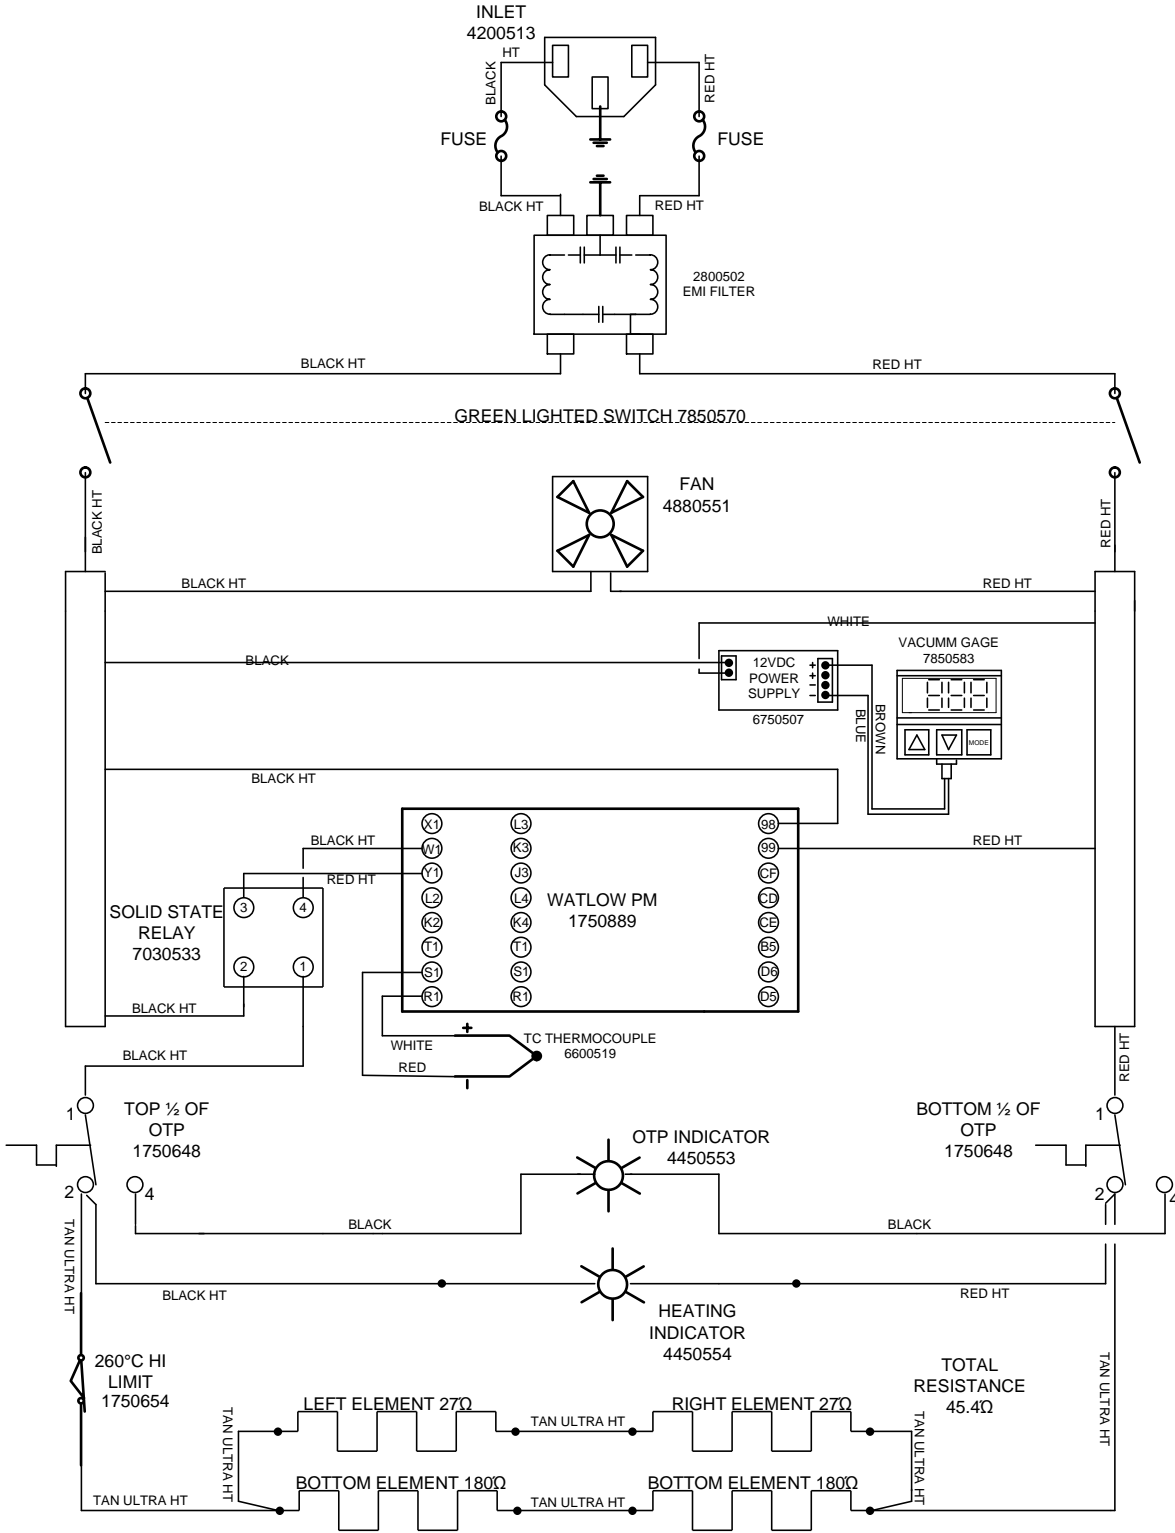 INLET
4200513
HT
BLACK
RED HT
FUSE
FUSE
BLACK HT
RED HT
2800502
EMI FILTER
BLACK HT
RED HT
GREEN LIGHTED SWITCH 7850570
FAN
4880551
BLACK HT
RED HT
BLACK HT
RED HT
WHITE
VACUMM GAGE
7850583
BLACK
12VDC
POWER
SUPPLY
+
+
−
−
6750507
BLUE
BROWN
MODE
BLACK HT
X1
L3
98
BLACK HT
W1
K3
99
RED HT
RED HT
Y1
J3
CF
3
4
L2
L4
CD
WATLOW PM
1750889
SOLID STATE
RELAY
7030533
K2
K4
CE
T1
T1
B5
2
1
S1
S1
D6
R1
R1
D5
BLACK HT
+
WHITE
TC THERMOCOUPLE
6600519
RED
−
BLACK HT
RED HT
1
TOP ½ OF
OTP
1750648
BOTTOM ½ OF
OTP
1750648
1
OTP INDICATOR
4450553
2
4
2
4
BLACK
BLACK
TAN ULTRA HT
BLACK HT
RED HT
HEATING
INDICATOR
4450554
260°C HI
LIMIT
1750654
TOTAL
RESISTANCE
45.4Ω
TAN ULTRA HT
LEFT ELEMENT 27Ω
RIGHT ELEMENT 27Ω
TAN ULTRA HT
TAN ULTRA HT
TAN ULTRA HT
BOTTOM ELEMENT 180Ω
BOTTOM ELEMENT 180Ω
TAN ULTRA HT
TAN ULTRA HT